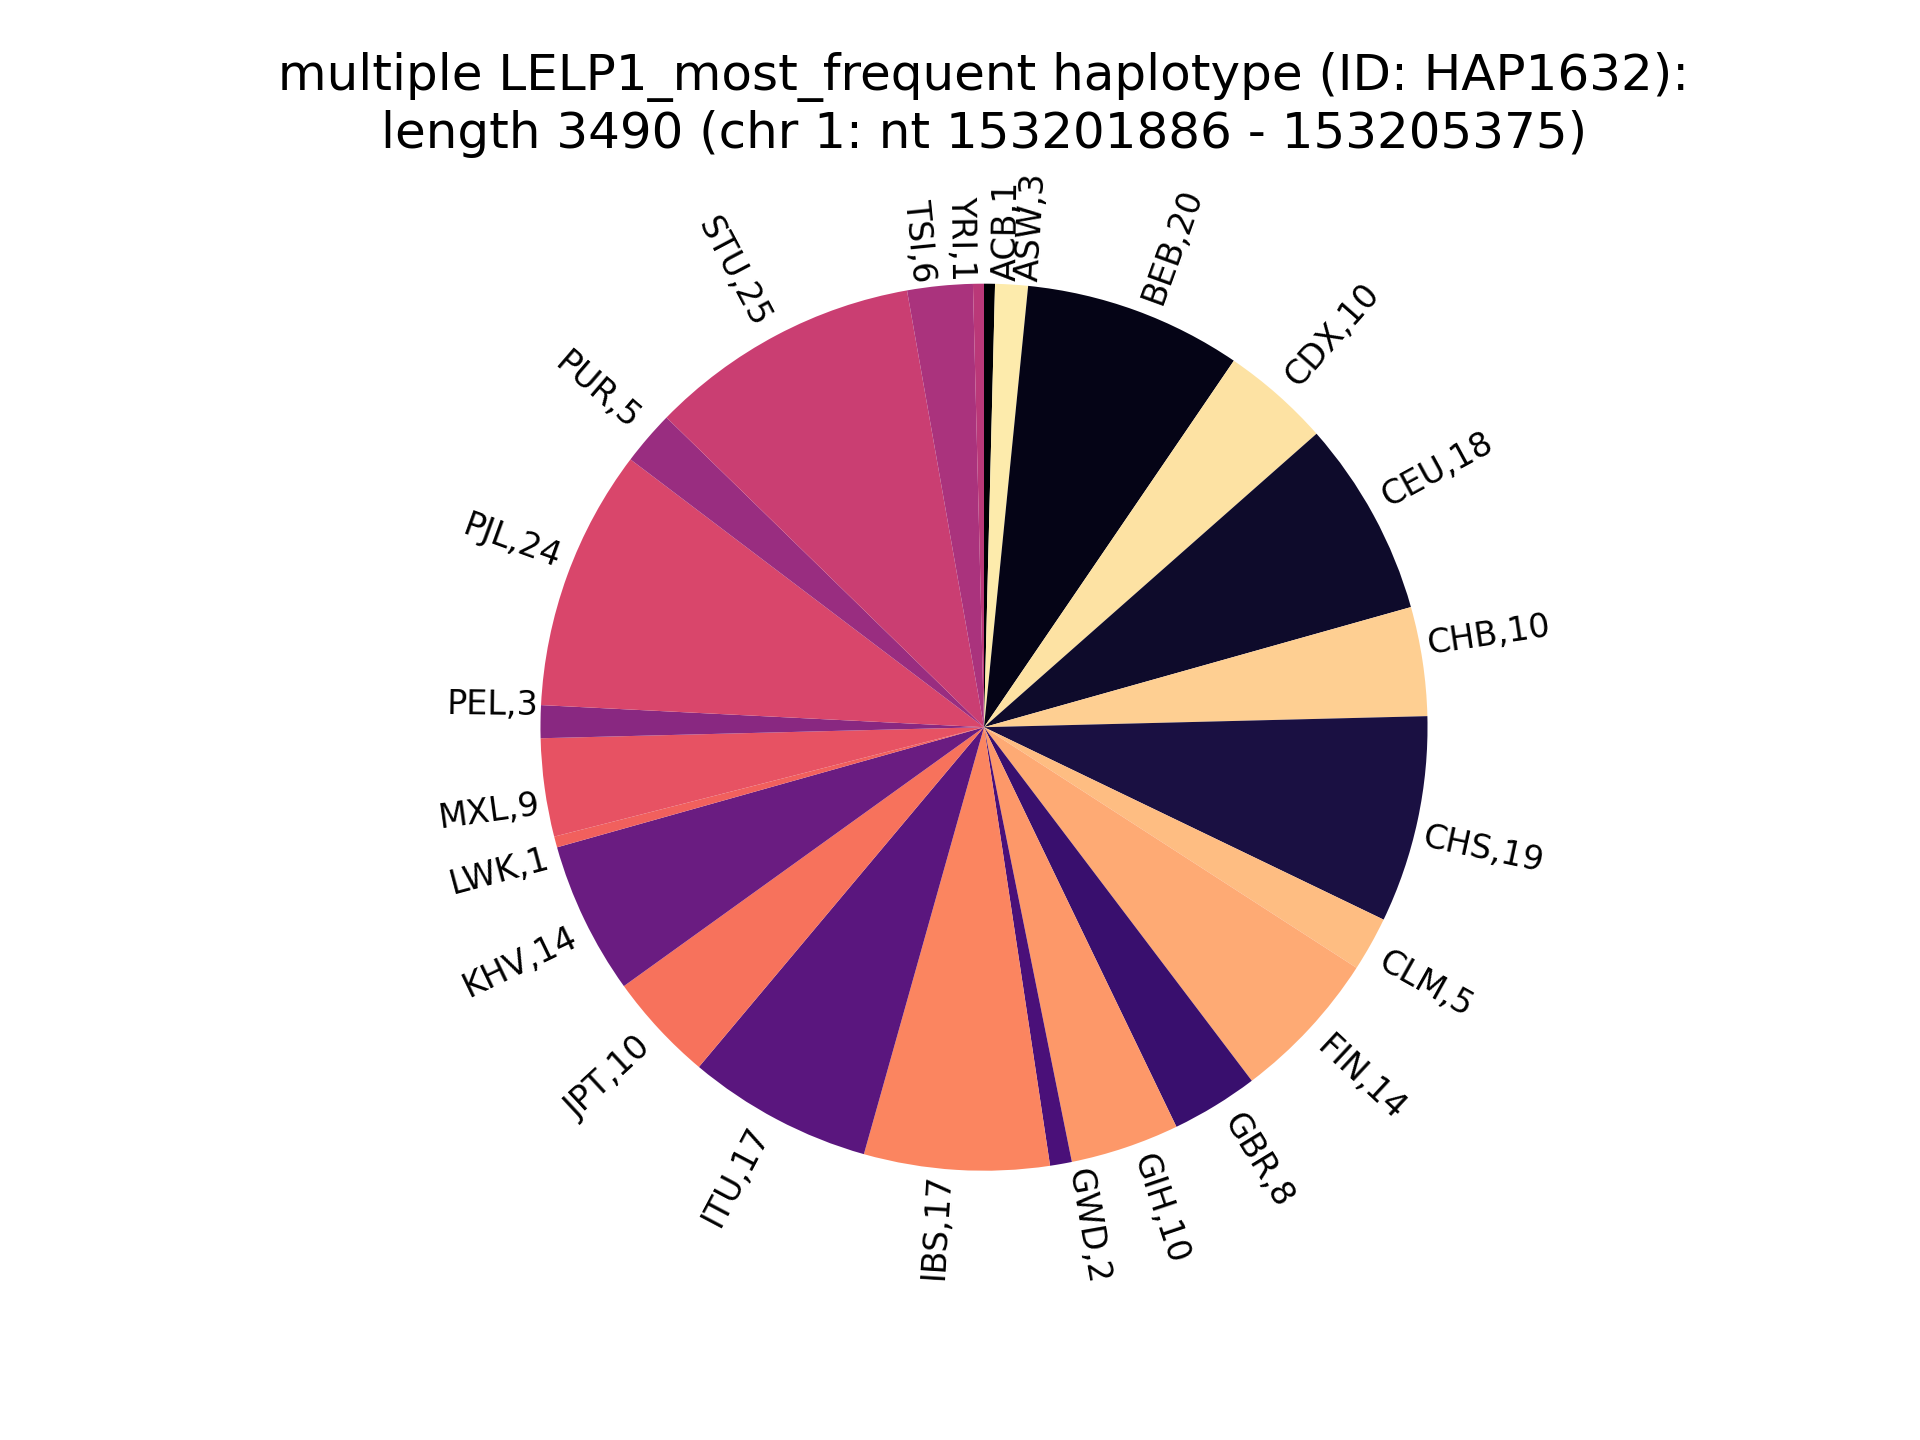 multiple LELP1_most_frequent haplotype (ID: HAP1632):
length 3490 (chr 1: nt 153201886 - 153205375)
ACB,1
ASW,3
BEB,20
CDX,10
CEU,18
CHB,10
CHS,19
CLM,5
FIN,14
GBR,8
GIH,10
GWD,2
IBS,17
ITU,17
JPT,10
KHV,14
LWK,1
MXL,9
PEL,3
PJL,24
PUR,5
STU,25
TSI,6
YRI,1